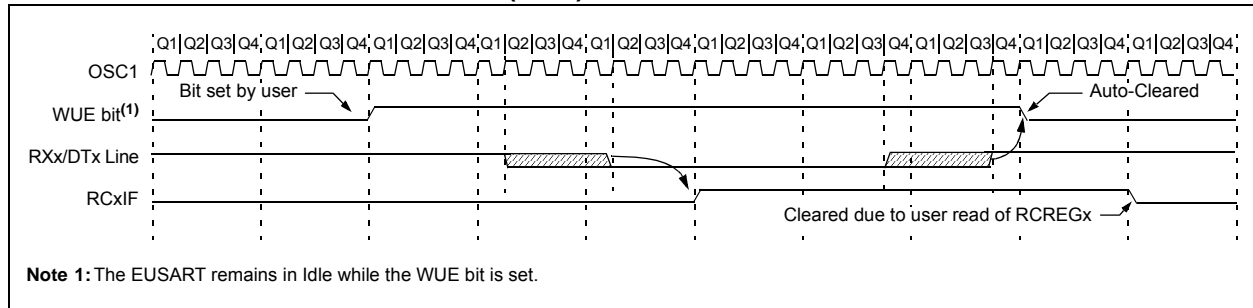 Q1 Q2 Q3 Q4 Q1 Q2 Q3 Q4 Q1 Q2 Q3 Q4 Q1 Q2 Q3 Q4 Q1 Q2 Q3 Q4 Q1 Q2 Q3 Q4 Q1 Q2 Q3 Q4 Q1 Q2 Q3 Q4 Q1 Q2 Q3 Q4 Q1 Q2 Q3 Q4
OSC1
Bit set by user
Auto-Cleared
WUE bit(1)
RXx/DTx Line
RCxIF
Cleared due to user read of RCREGx
Note 1: The EUSART remains in Idle while the WUE bit is set.